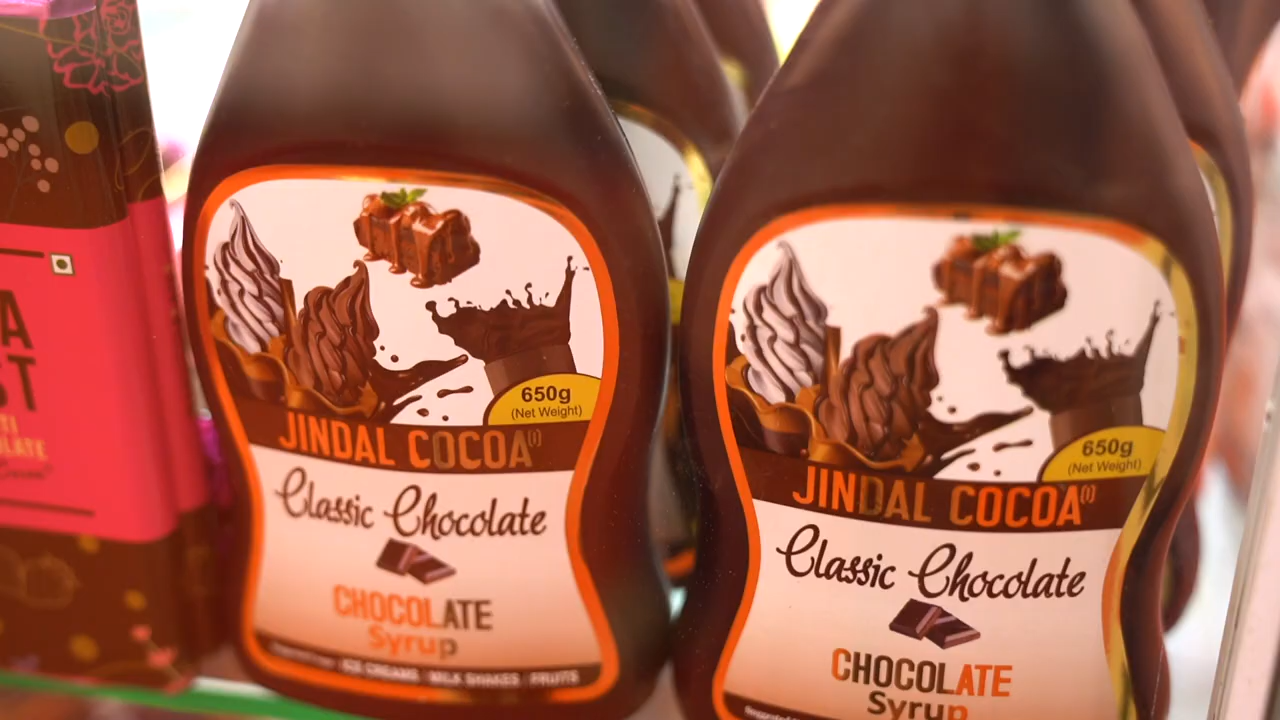 650g
(Net Weight)
JINDAL COCOA(I)
Classic Chocolate
CHOCOLATE
Syrup
ICE CREAMS MILK SHAKES FRUITS
650g
(Net Weight)
JINDAL COCOA(I)
Classic Chocolate
CHOCOLATE
Syrup